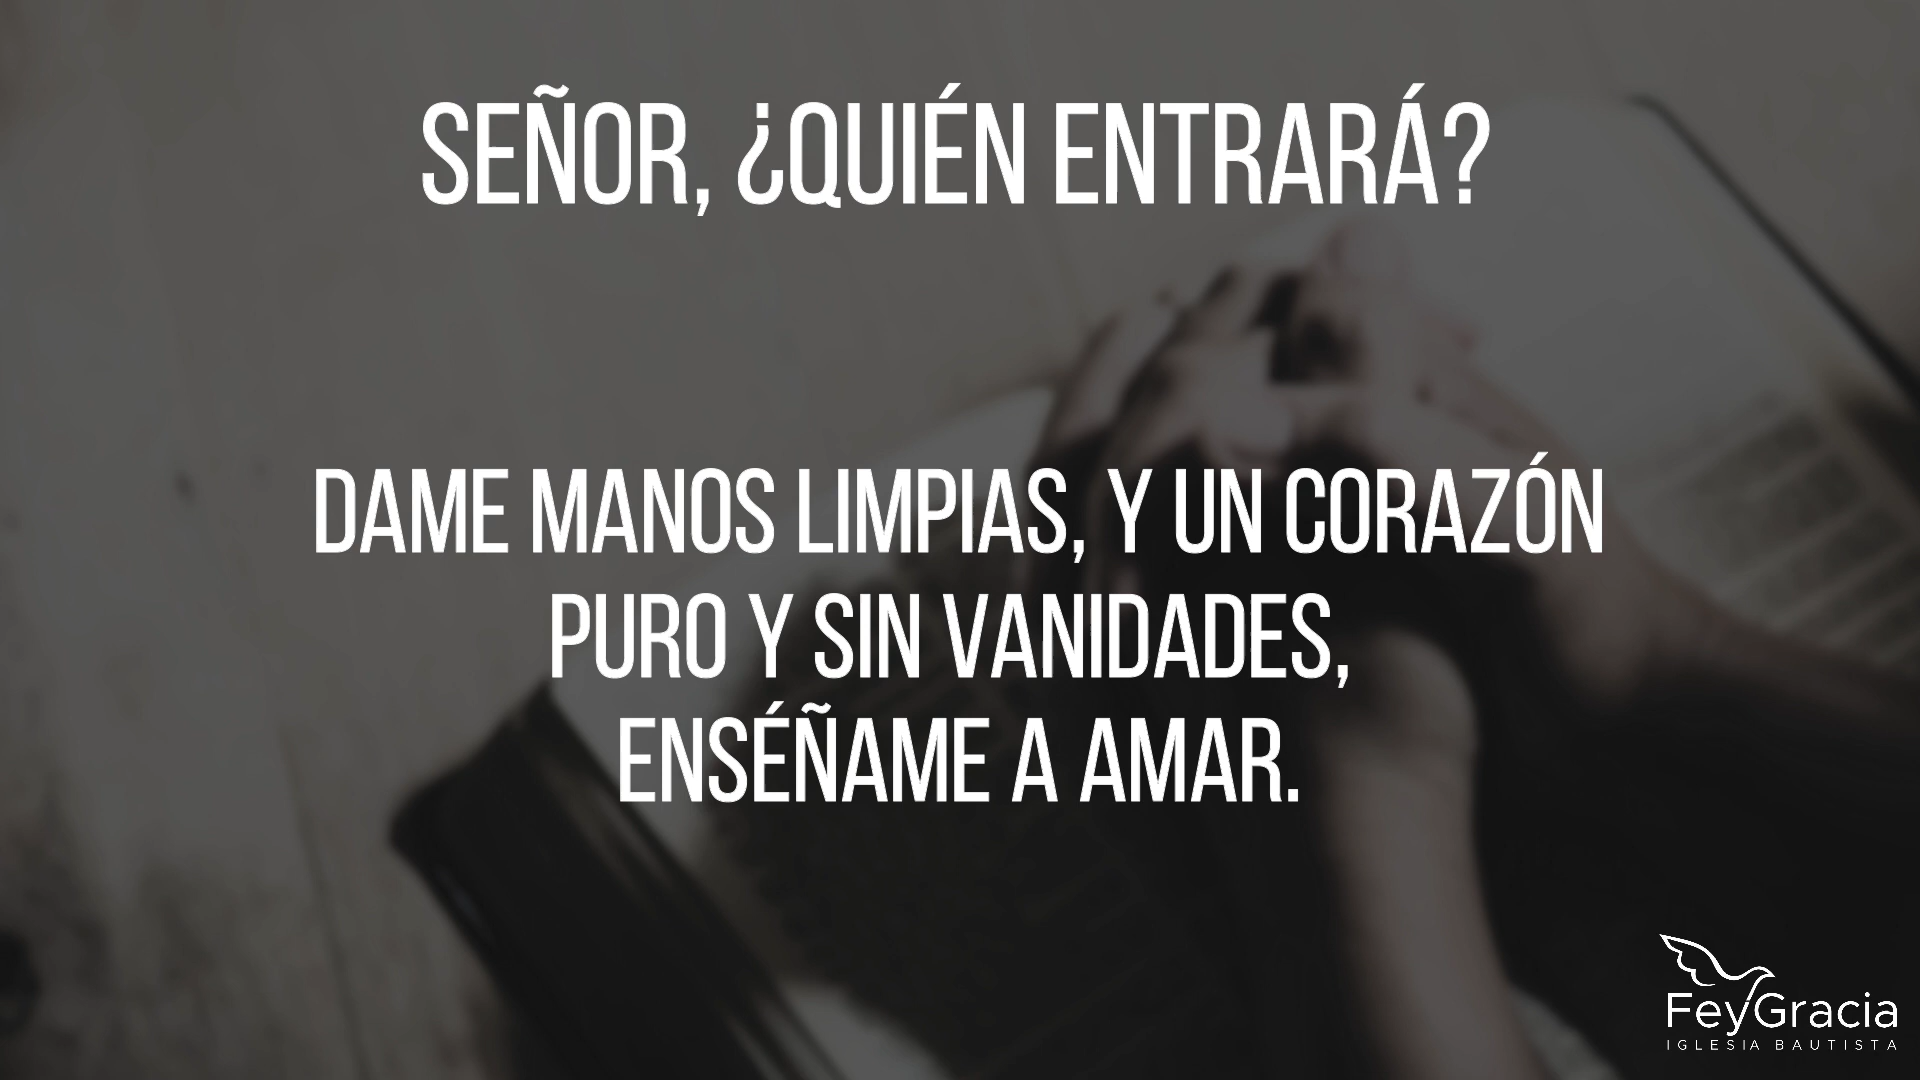 SEÑOR, ¿QUIÉN ENTRARÁ?
DAME MANOS LIMPIAS, Y UN CORAZÓN
PURO Y SIN VANIDADES,
ENSÉÑAME A AMAR.
FeyGracia
IGLESIA BAUTISTA